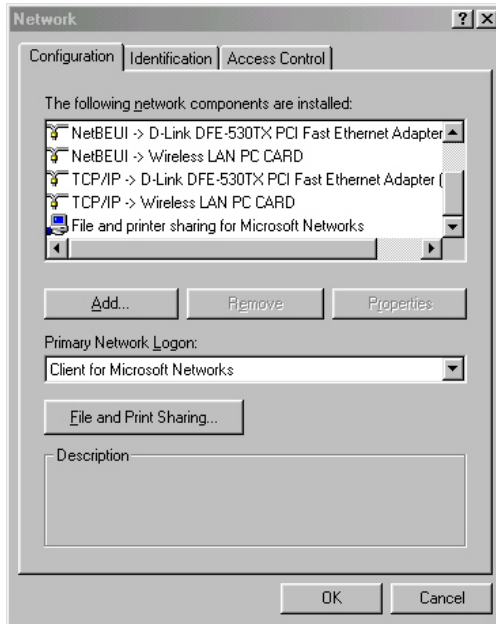 Network
Configuration Identification Access Control
The following network components are installed:
NetBEUI -> D-Link DFE-530TX PCI Fast Ethernet Adapter
NetBEUI -> Wireless LAN PC CARD
TCP/IP -> D-Link DFE-530TX PCI Fast Ethernet Adapter (
TCP/IP -> Wireless LAN PC CARD
File and printer sharing for Microsoft Networks
Add... Remove Properties
Primary Network Logon:
Client for Microsoft Networks
File and Print Sharing...
Description
OK Cancel